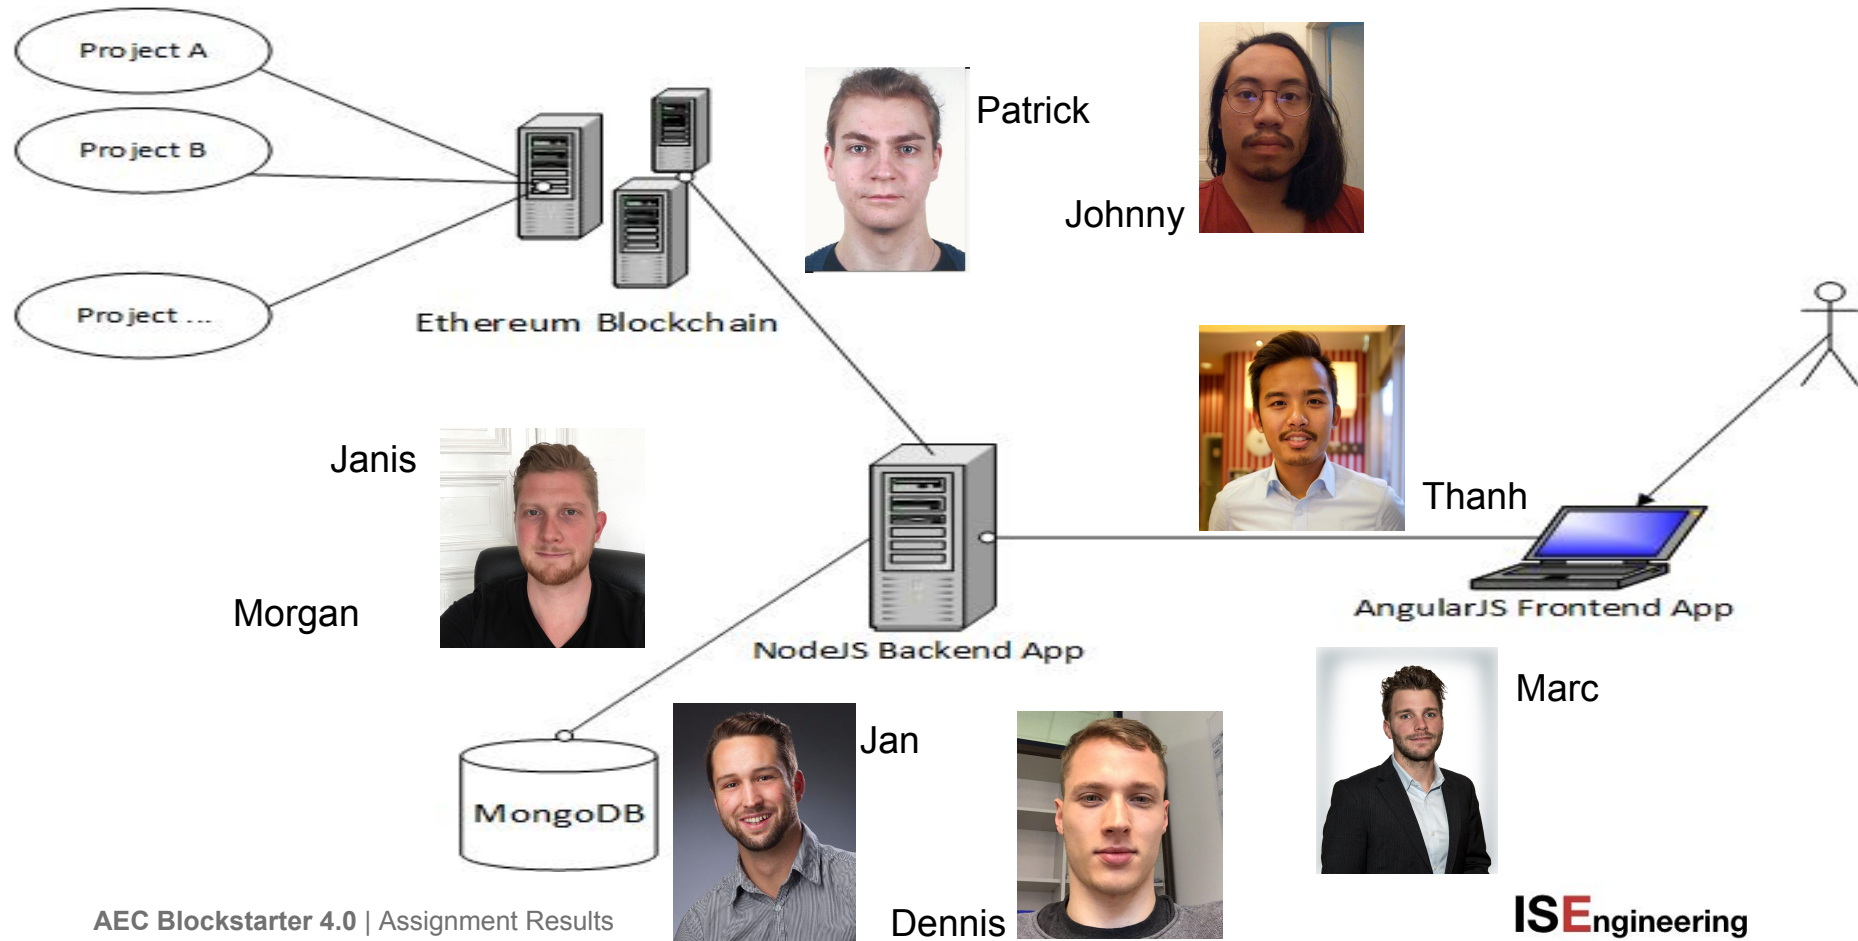 Project A
Patrick
Project B
Johnny
Project ...
Ethereum Blockchain
Janis
Thanh
Morgan
AngularJS Frontend App
NodeJS Backend App
Marc
Jan
MongoDB
AEC Blockstarter 4.0 | Assignment Results
Dennis
ISEngineering